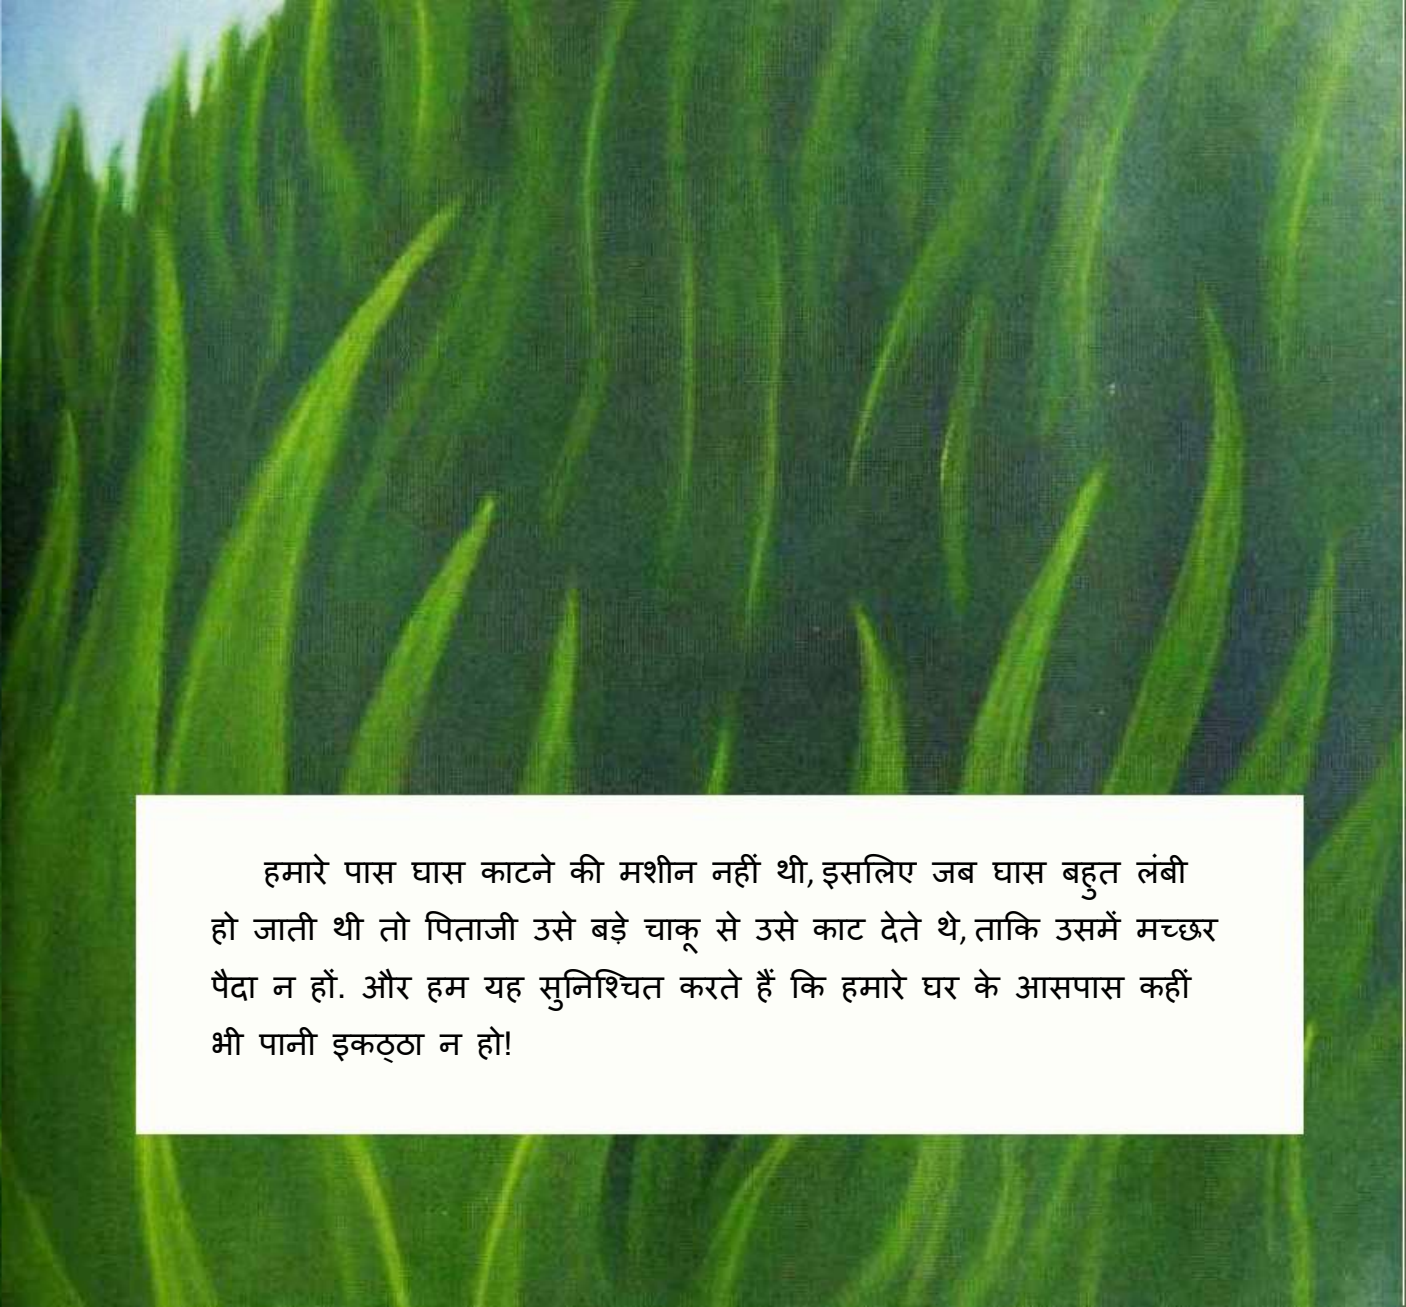 हमारे पास घास काटने की मशीन नहीं थी, इसलिए जब घास बहुत लंबी
हो जाती थी तो पिताजी उसे बड़े चाकू से उसे काट देते थे, ताकि उसमें मच्छर
पैदा न हों. और हम यह सुनिश्चित करते हैं कि हमारे घर के आसपास कहीं
भी पानी इकठ्ठा न हो!